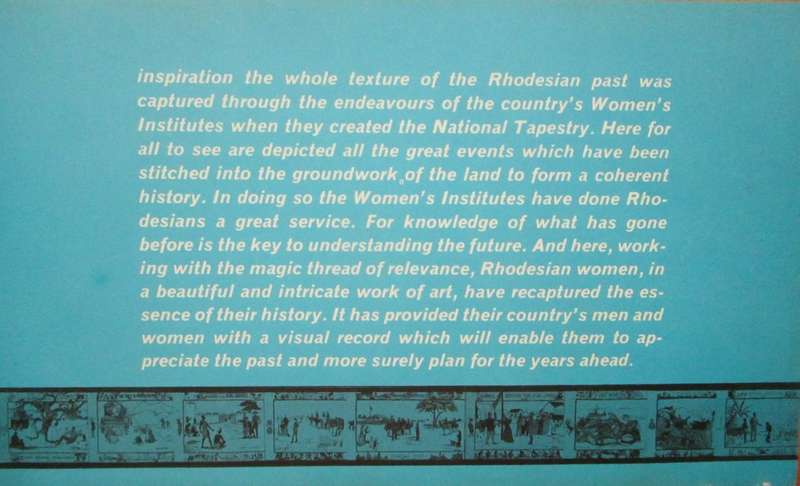 inspiration the whole texture of the Rhodesian past was
captured through the endeavours of the country's Women's
Institutes when they created the National Tapestry. Here for
all to see are depicted all the great events which have been
stitched into the groundwork of the land to form a coherent
history. In doing so the Women's Institutes have done Rho-
desians a great service. For knowledge of what has gone
before is the key to understanding the future. And here, work-
ing with the magic thread of relevance, Rhodesian women, in
a beautiful and intricate work of art, have recaptured the es-
sence of their history. It has provided their country's men and
women with a visual record which will enable them to ap-
preciate the past and more surely plan for the years ahead.